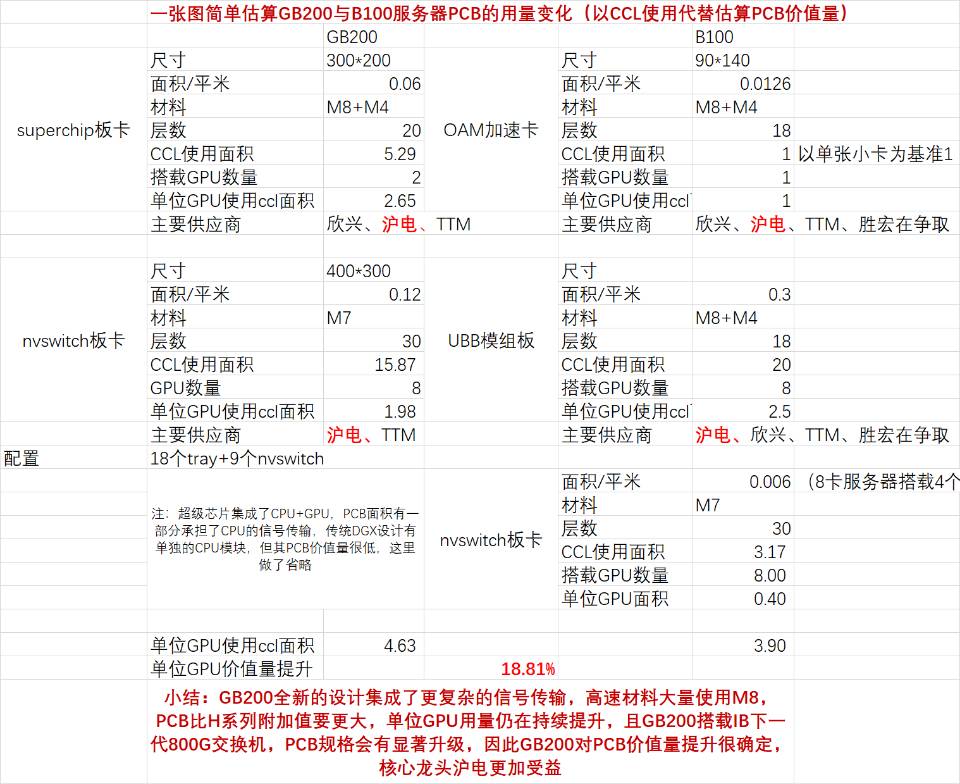 一张图简单估算GB200与B100服务器PCB的用量变化（以CCL使用代替估算PCB价值量）
GB200 B100
superchip板卡
尺寸 300*200
面积/平米 0.06
材料 M8+M4
层数 20
CCL使用面积 5.29
搭载GPU数量 2
单位GPU使用ccl面积 2.65
主要供应商 欣兴、沪电、TTM
OAM加速卡
尺寸 90*140
面积/平米 0.0126
材料 M8+M4
层数 18
CCL使用面积 1 以单张小卡为基准1
搭载GPU数量 1
单位GPU使用ccl 1
主要供应商 欣兴、沪电、TTM、胜宏在争取
nvswitch板卡
尺寸 400*300
面积/平米 0.12
材料 M7
层数 30
CCL使用面积 15.87
GPU数量 8
单位GPU使用ccl面积 1.98
主要供应商 沪电、TTM
UBB模组板
尺寸
面积/平米 0.3
材料 M8+M4
层数 18
CCL使用面积 20
搭载GPU数量 8
单位GPU使用ccl 2.5
主要供应商 沪电、欣兴、TTM、胜宏在争取
配置 18个tray+9个nvswitch
注：超级芯片集成了CPU+GPU，PCB面积有一
部分承担了CPU的信号传输，传统DGX设计有
单独的CPU模块，但其PCB价值量很低，这里
做了省略
nvswitch板卡
面积/平米 0.006 （8卡服务器搭载4个
材料 M7
层数 30
CCL使用面积 3.17
搭载GPU数量 8.00
单位GPU面积 0.40
单位GPU使用ccl面积 4.63 3.90
单位GPU价值量提升 18.81%
小结：GB200全新的设计集成了更复杂的信号传输，高速材料大量使用M8，
PCB比H系列附加值要更大，单位GPU用量仍在持续提升，且GB200搭载IB下一
代800G交换机，PCB规格会有显著升级，因此GB200对PCB价值量提升很确定，
核心龙头沪电更加受益